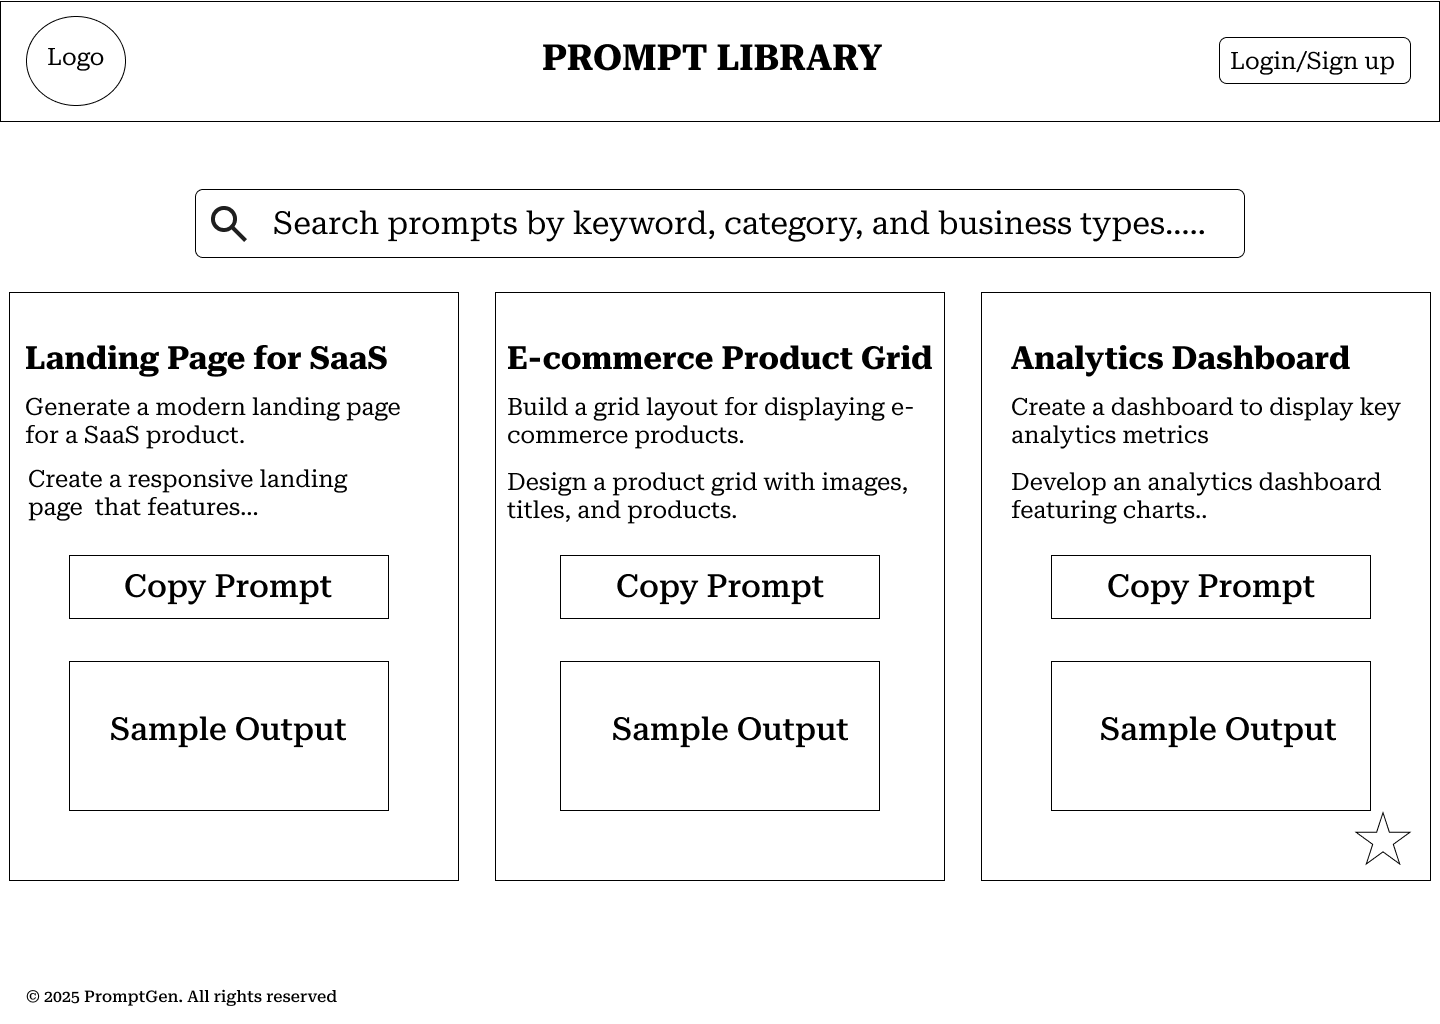 Logo
PROMPT LIBRARY
Login/Sign up
Search prompts by keyword, category, and business types.....
Landing Page for SaaS
Generate a modern landing page
for a SaaS product.
Create a responsive landing
page  that features...
Copy Prompt
Sample Output
E-commerce Product Grid
Build a grid layout for displaying e-
commerce products.
Design a product grid with images,
titles, and products.
Copy Prompt
Sample Output
Analytics Dashboard
Create a dashboard to display key
analytics metrics
Develop an analytics dashboard
featuring charts..
Copy Prompt
Sample Output
© 2025 PromptGen. All rights reserved